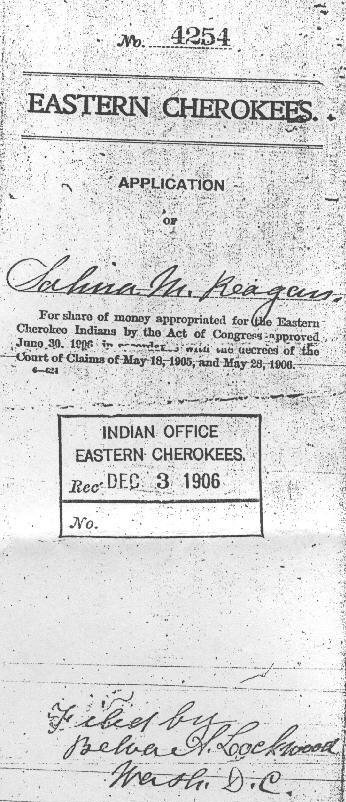 No. 4254
EASTERN CHEROKEES.
APPLICATION
OF
Salina M. Reagan.
For share of money appropriated for the Eastern
Cherokee Indians by the Act of Congress approved
June 30, 1906, in accordance with the decrees of the
Court of Claims of May 18, 1905, and May 28, 1906.
6—621
INDIAN OFFICE
EASTERN CHEROKEES,
Rec DEC 3 1906
No.
Filed by
Belva A. Lockwood
Wash. D.C.